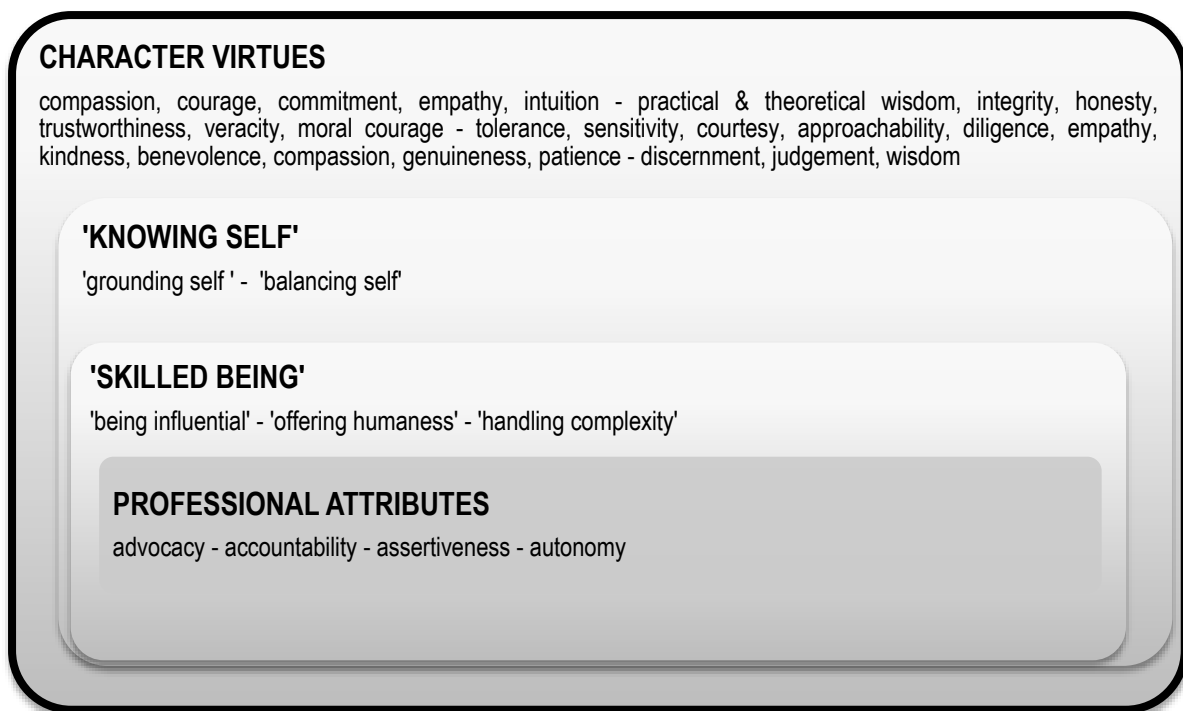 CHARACTER VIRTUES
compassion, courage, commitment, empathy, intuition - practical & theoretical wisdom, integrity, honesty,
trustworthiness, veracity, moral courage - tolerance, sensitivity, courtesy, approachability, diligence, empathy,
kindness, benevolence, compassion, genuineness, patience - discernment, judgement, wisdom
'KNOWING SELF'
'grounding self ' - 'balancing self'
'SKILLED BEING'
'being influential' - 'offering humaness' - 'handling complexity'
PROFESSIONAL ATTRIBUTES
advocacy - accountability - assertiveness - autonomy